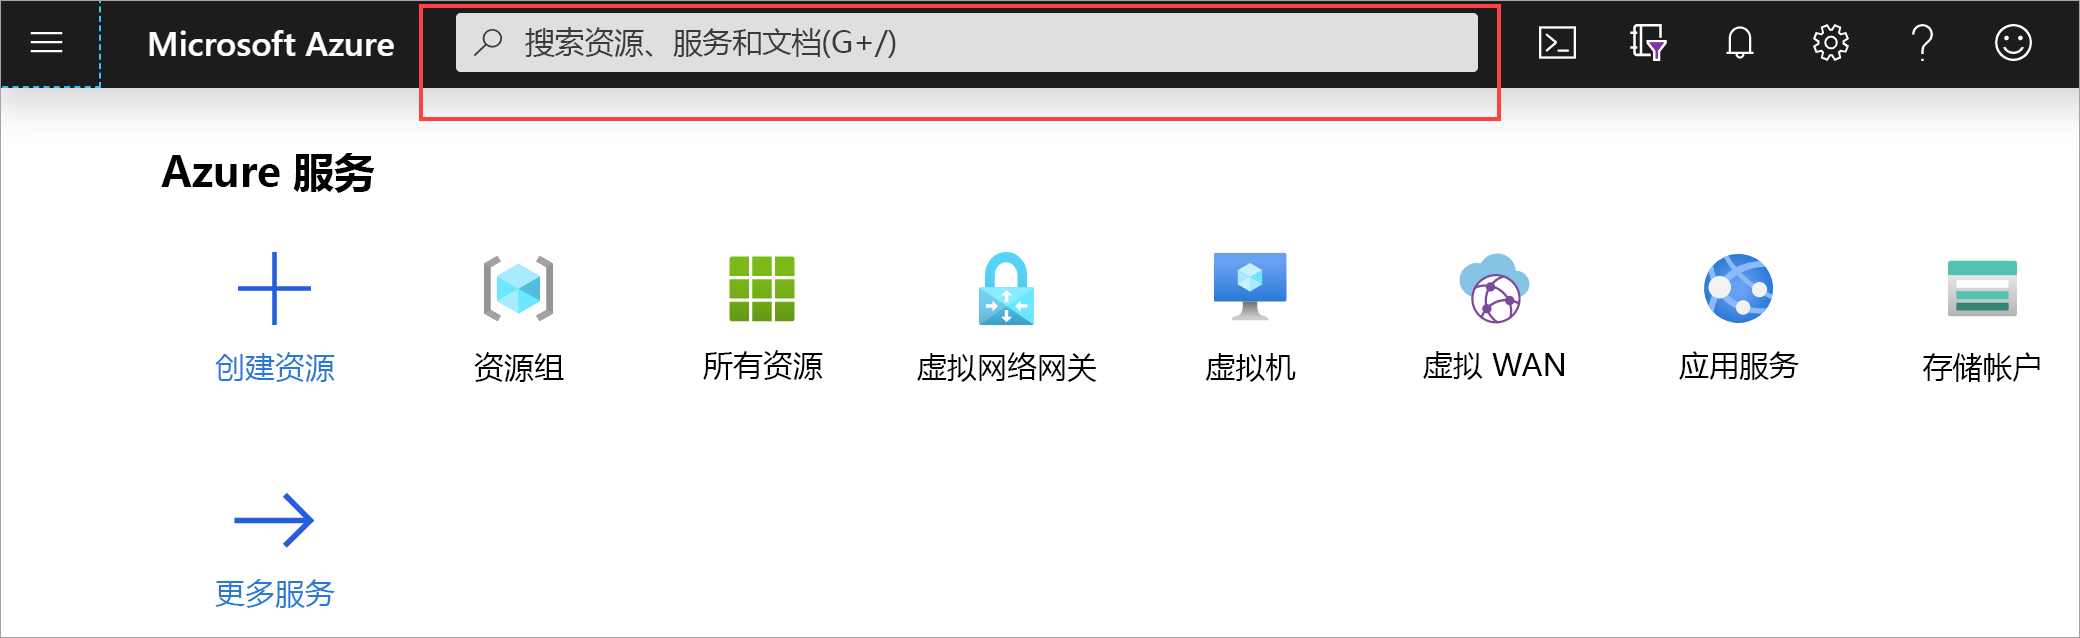 Microsoft Azure
搜索资源、服务和文档(G+/)
Azure 服务
创建资源
资源组
所有资源
虚拟网络网关
虚拟机
虚拟 WAN
应用服务
存储帐户
更多服务